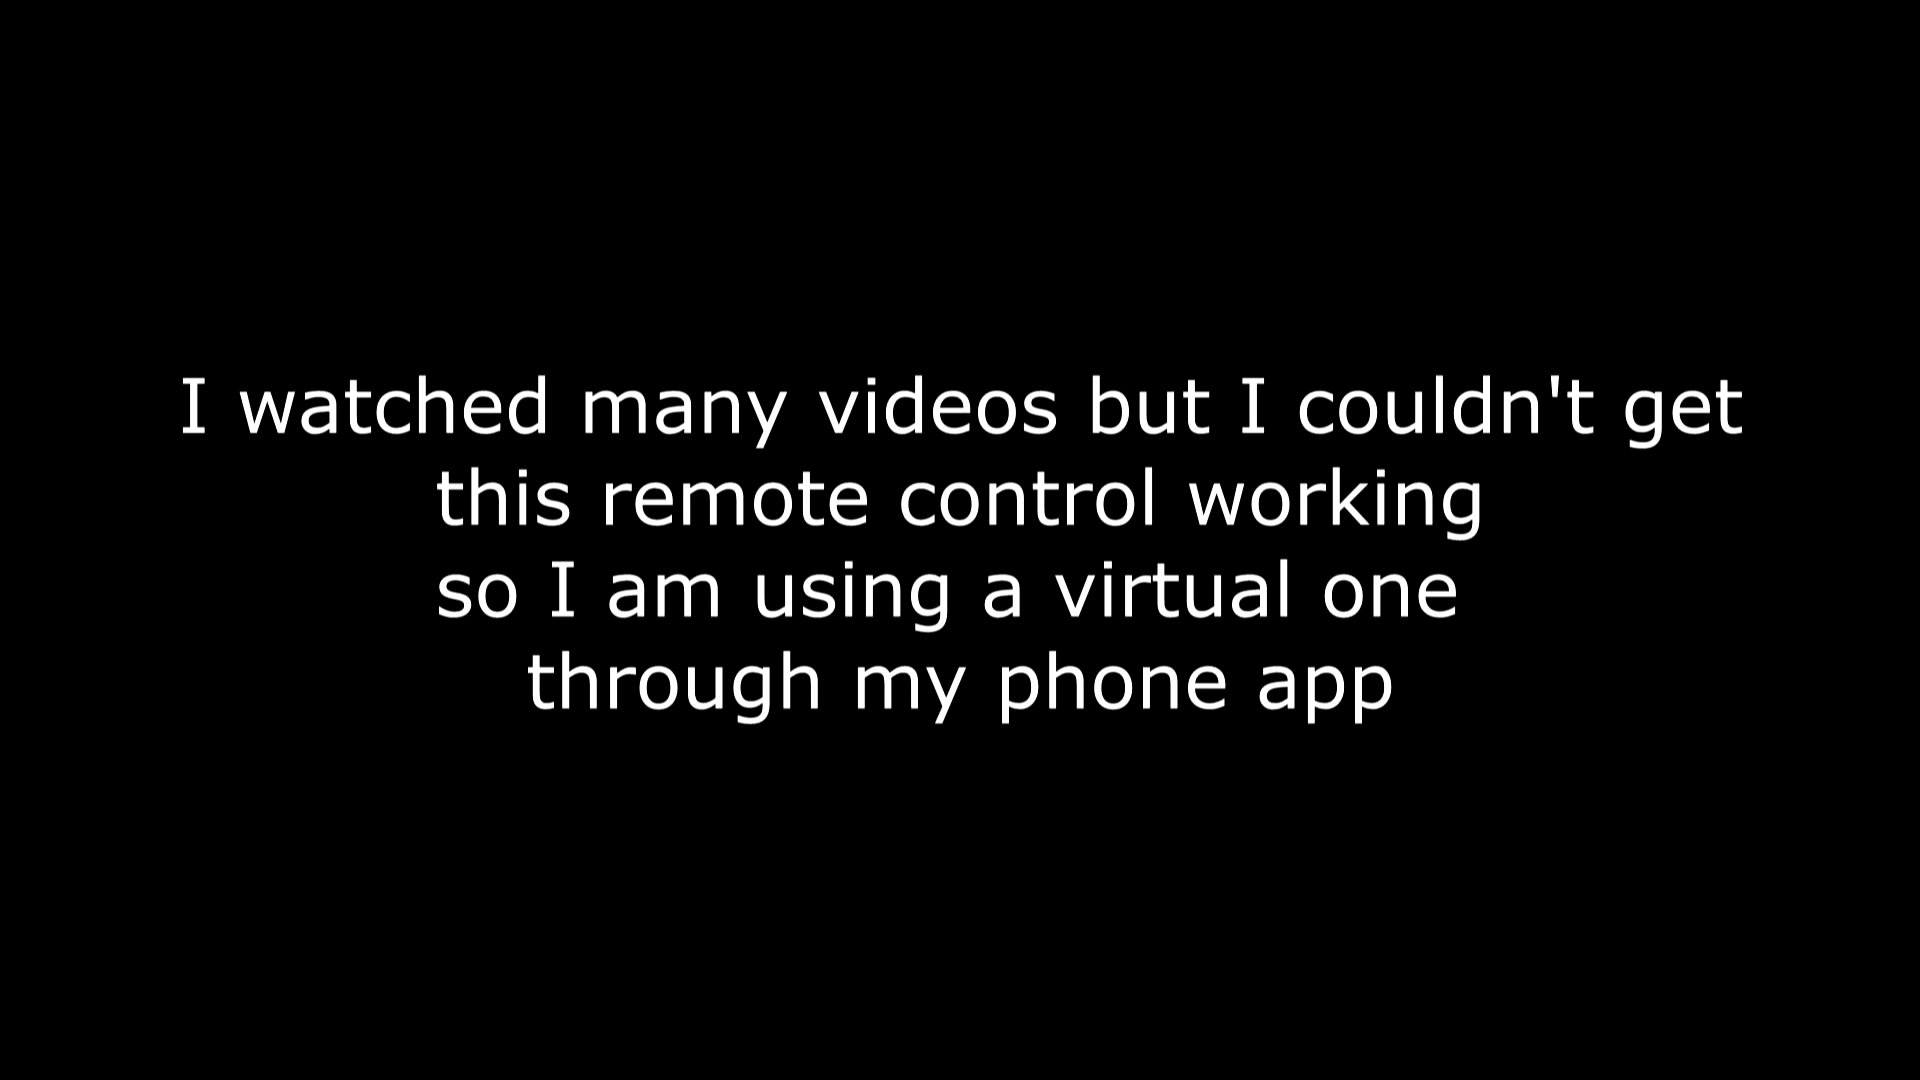 I watched many videos but I couldn't get
this remote control working
so I am using a virtual one
through my phone app